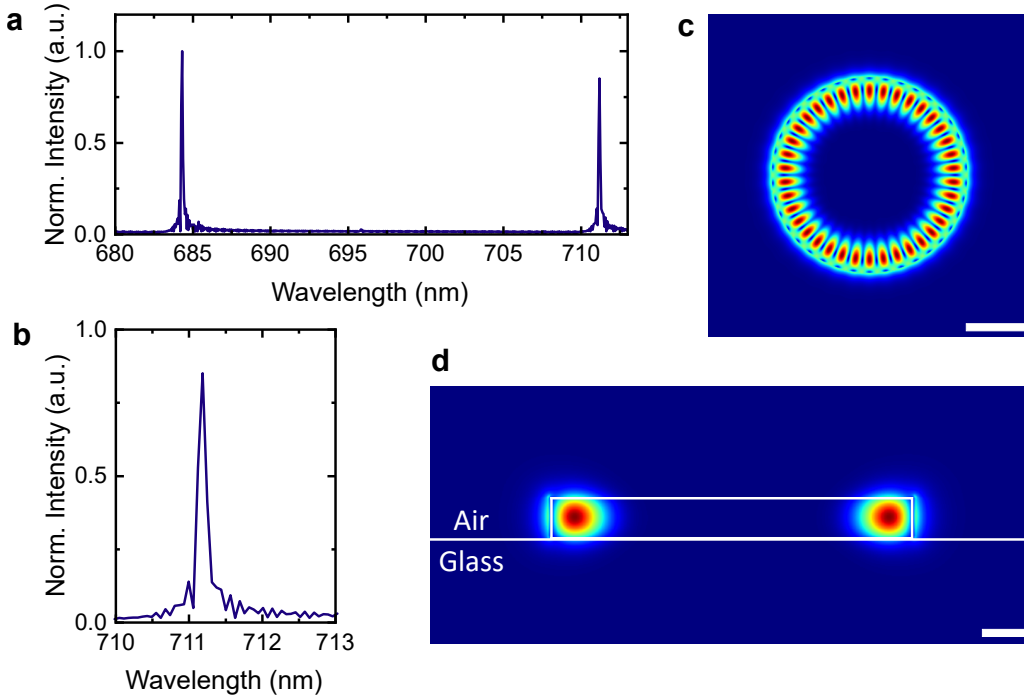 a
Norm. Intensity (a.u.)
1.0
0.5
0.0
680 685 690 695 700 705 710
Wavelength (nm)
b
Norm. Intensity (a.u.)
1.0
0.5
0.0
710 711 712 713
Wavelength (nm)
c
d
Air
Glass